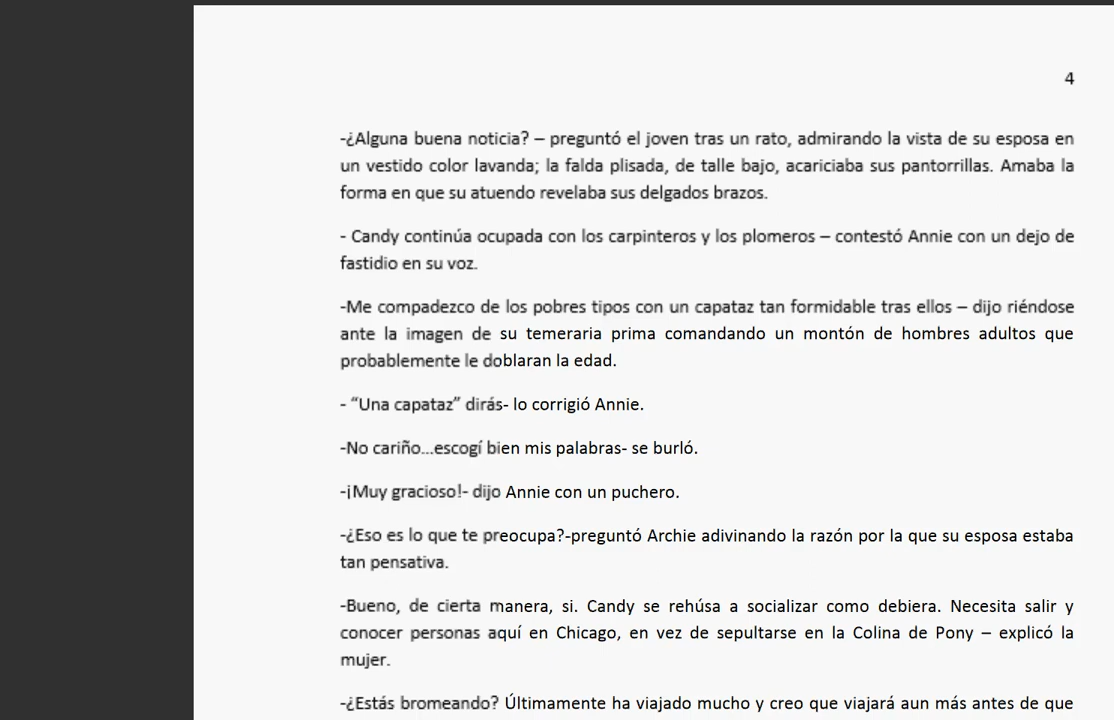 4
-¿Alguna buena noticia? – preguntó el joven tras un rato, admirando la vista de su esposa en
un vestido color lavanda; la falda plisada, de talle bajo, acariciaba sus pantorrillas. Amaba la
forma en que su atuendo revelaba sus delgados brazos.
- Candy continúa ocupada con los carpinteros y los plomeros – contestó Annie con un dejo de
fastidio en su voz.
-Me compadezco de los pobres tipos con un capataz tan formidable tras ellos – dijo riéndose
ante la imagen de su temeraria prima comandando un montón de hombres adultos que
probablemente le doblaran la edad.
- “Una capataz” dirás- lo corrigió Annie.
-No cariño...escogí bien mis palabras- se burló.
-¡Muy gracioso!- dijo Annie con un puchero.
-¿Eso es lo que te preocupa?-preguntó Archie adivinando la razón por la que su esposa estaba
tan pensativa.
-Bueno, de cierta manera, si. Candy se rehúsa a socializar como debiera. Necesita salir y
conocer personas aquí en Chicago, en vez de sepultarse en la Colina de Pony – explicó la
mujer.
-¿Estás bromeando? Últimamente ha viajado mucho y creo que viajará aun más antes de que